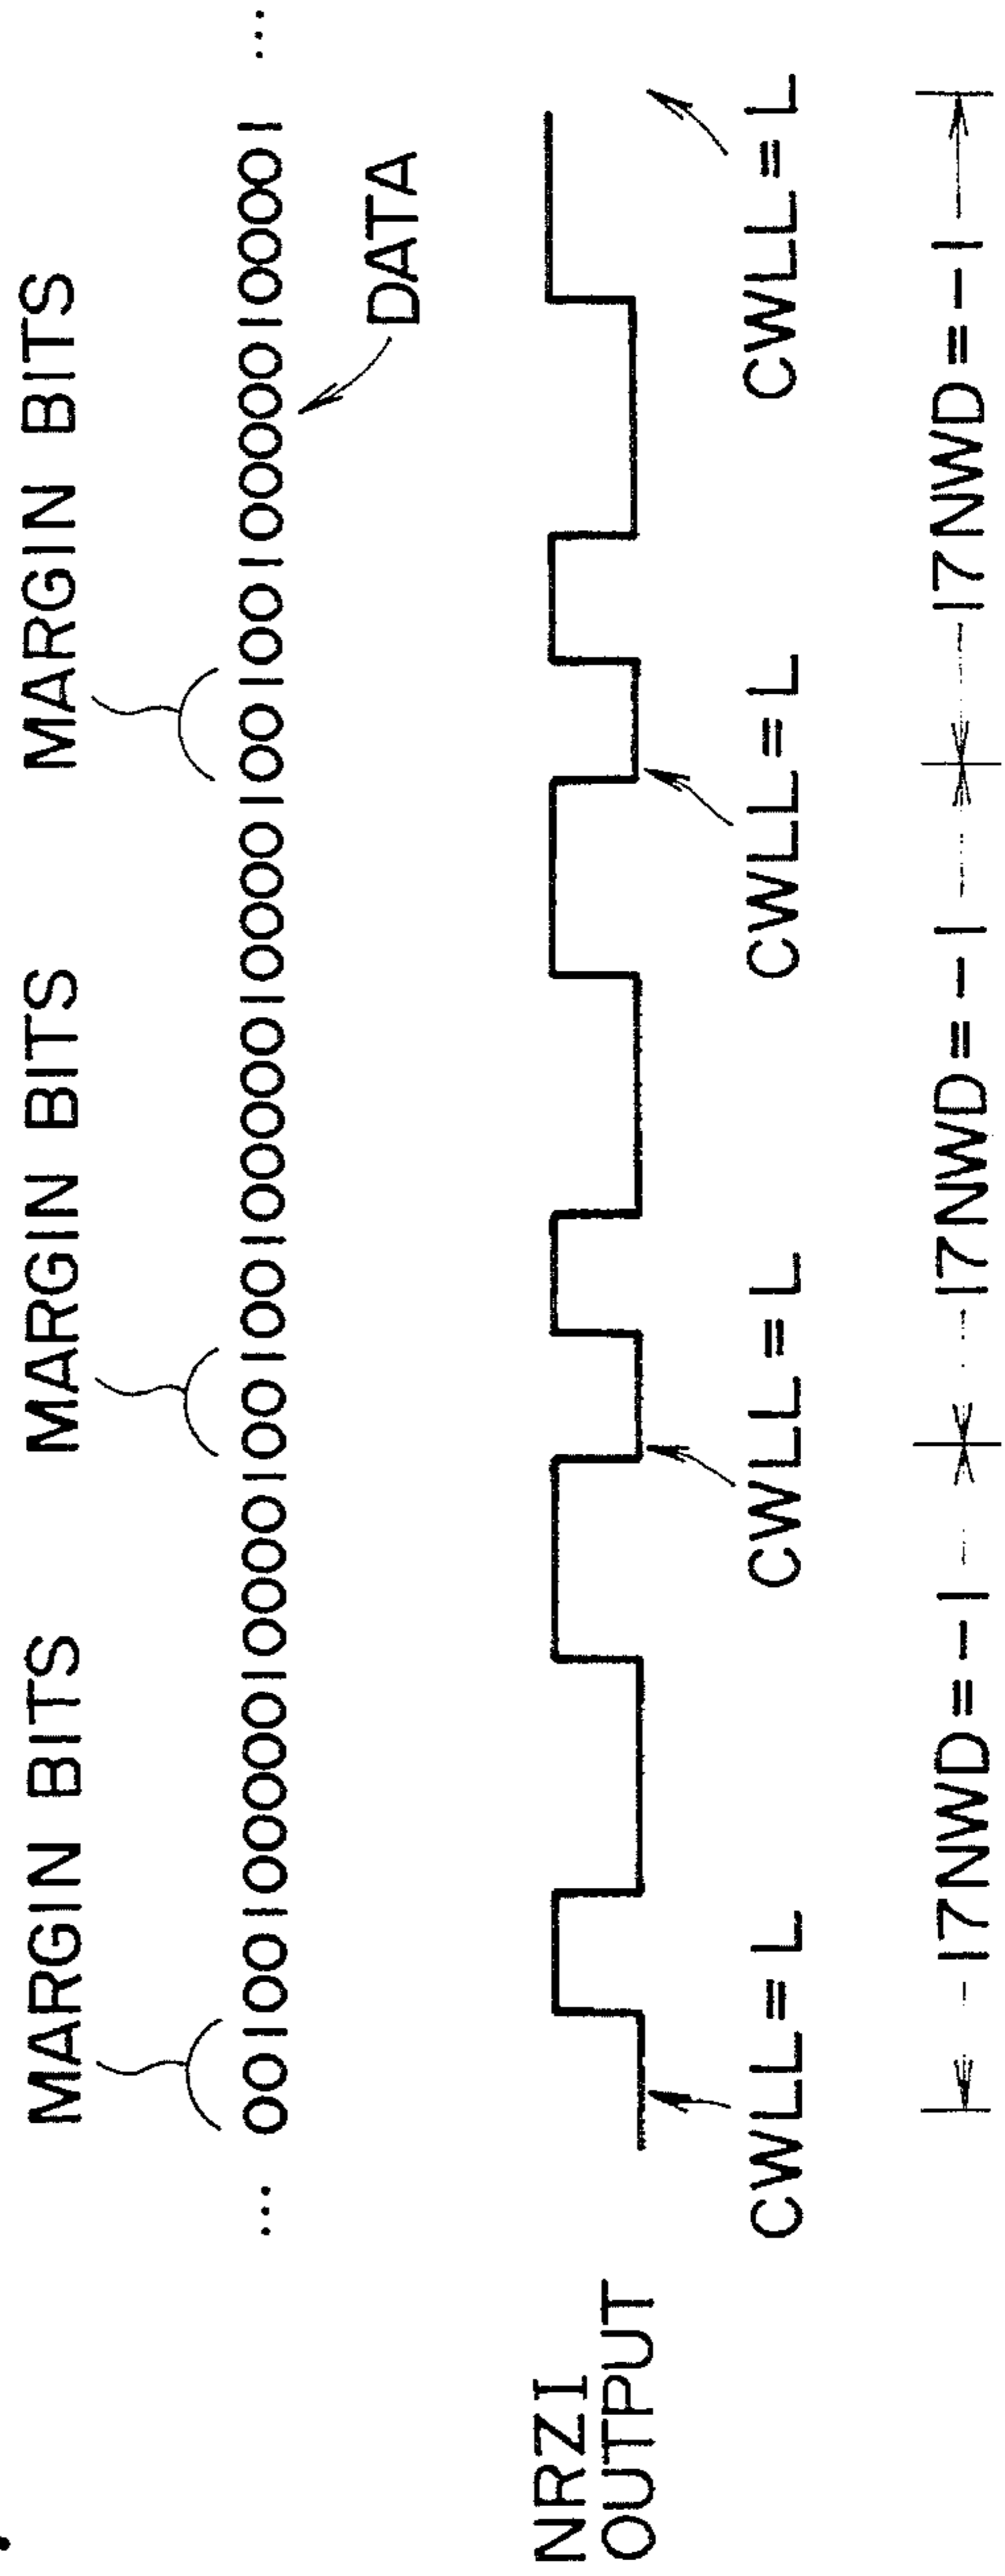 MARGIN BITS MARGIN BITS MARGIN BITS
... 001001000001000010010010000010000100100100000100001 ...
DATA
NRZI
OUTPUT
CWLL=L CWLL=L CWLL=L CWLL=L
17NWD=-1 17NWD=-1 17NWD=-1